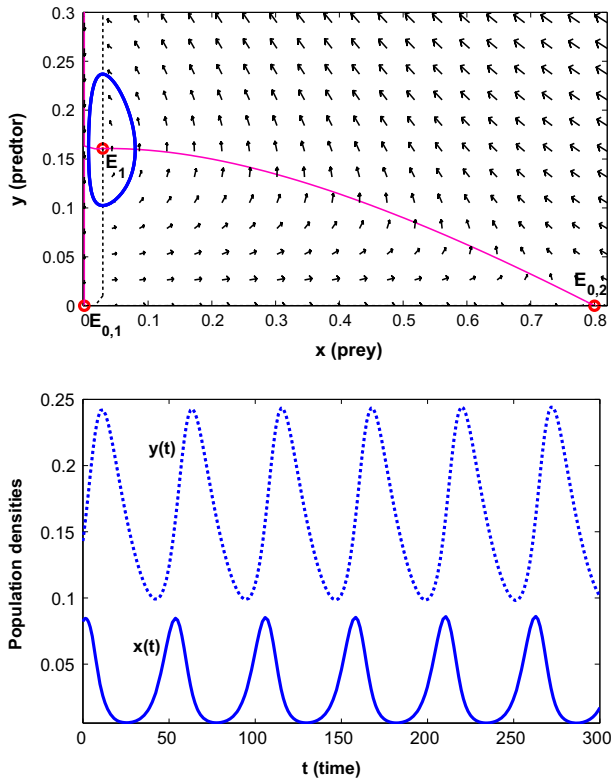 0.3
0.25
0.2
0.15
0.1
0.05
0
y (predtor)
E1
E0,1
E0,2
0 0.1 0.2 0.3 0.4 0.5 0.6 0.7 0.8
x (prey)
0.25
0.2
0.15
0.1
0.05
Population densities
y(t)
x(t)
0 50 100 150 200 250 300
t (time)